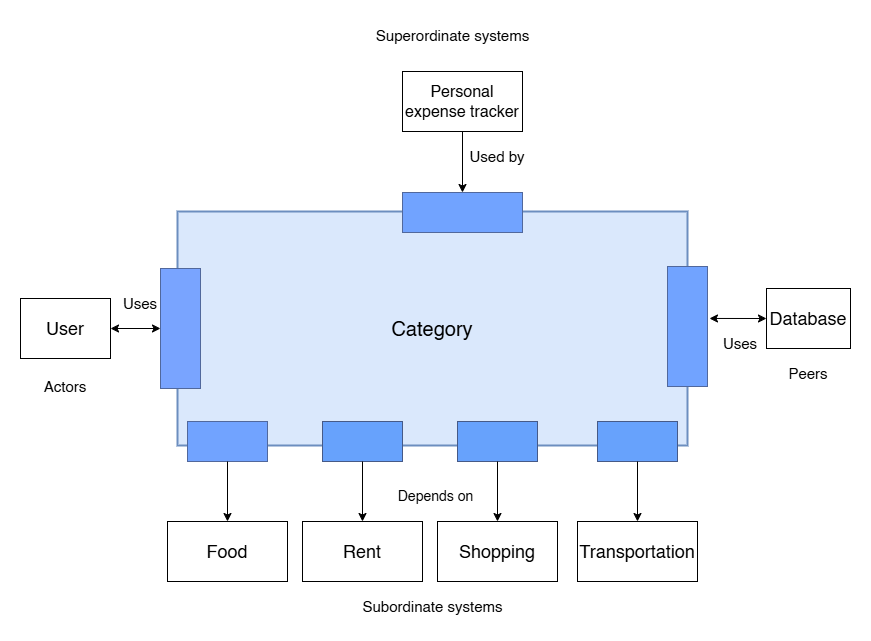 Superordinate systems
Personal
expense tracker
Used by
Uses
User
Actors
Category
Database
Uses
Peers
Depends on
Food
Rent
Shopping
Transportation
Subordinate systems